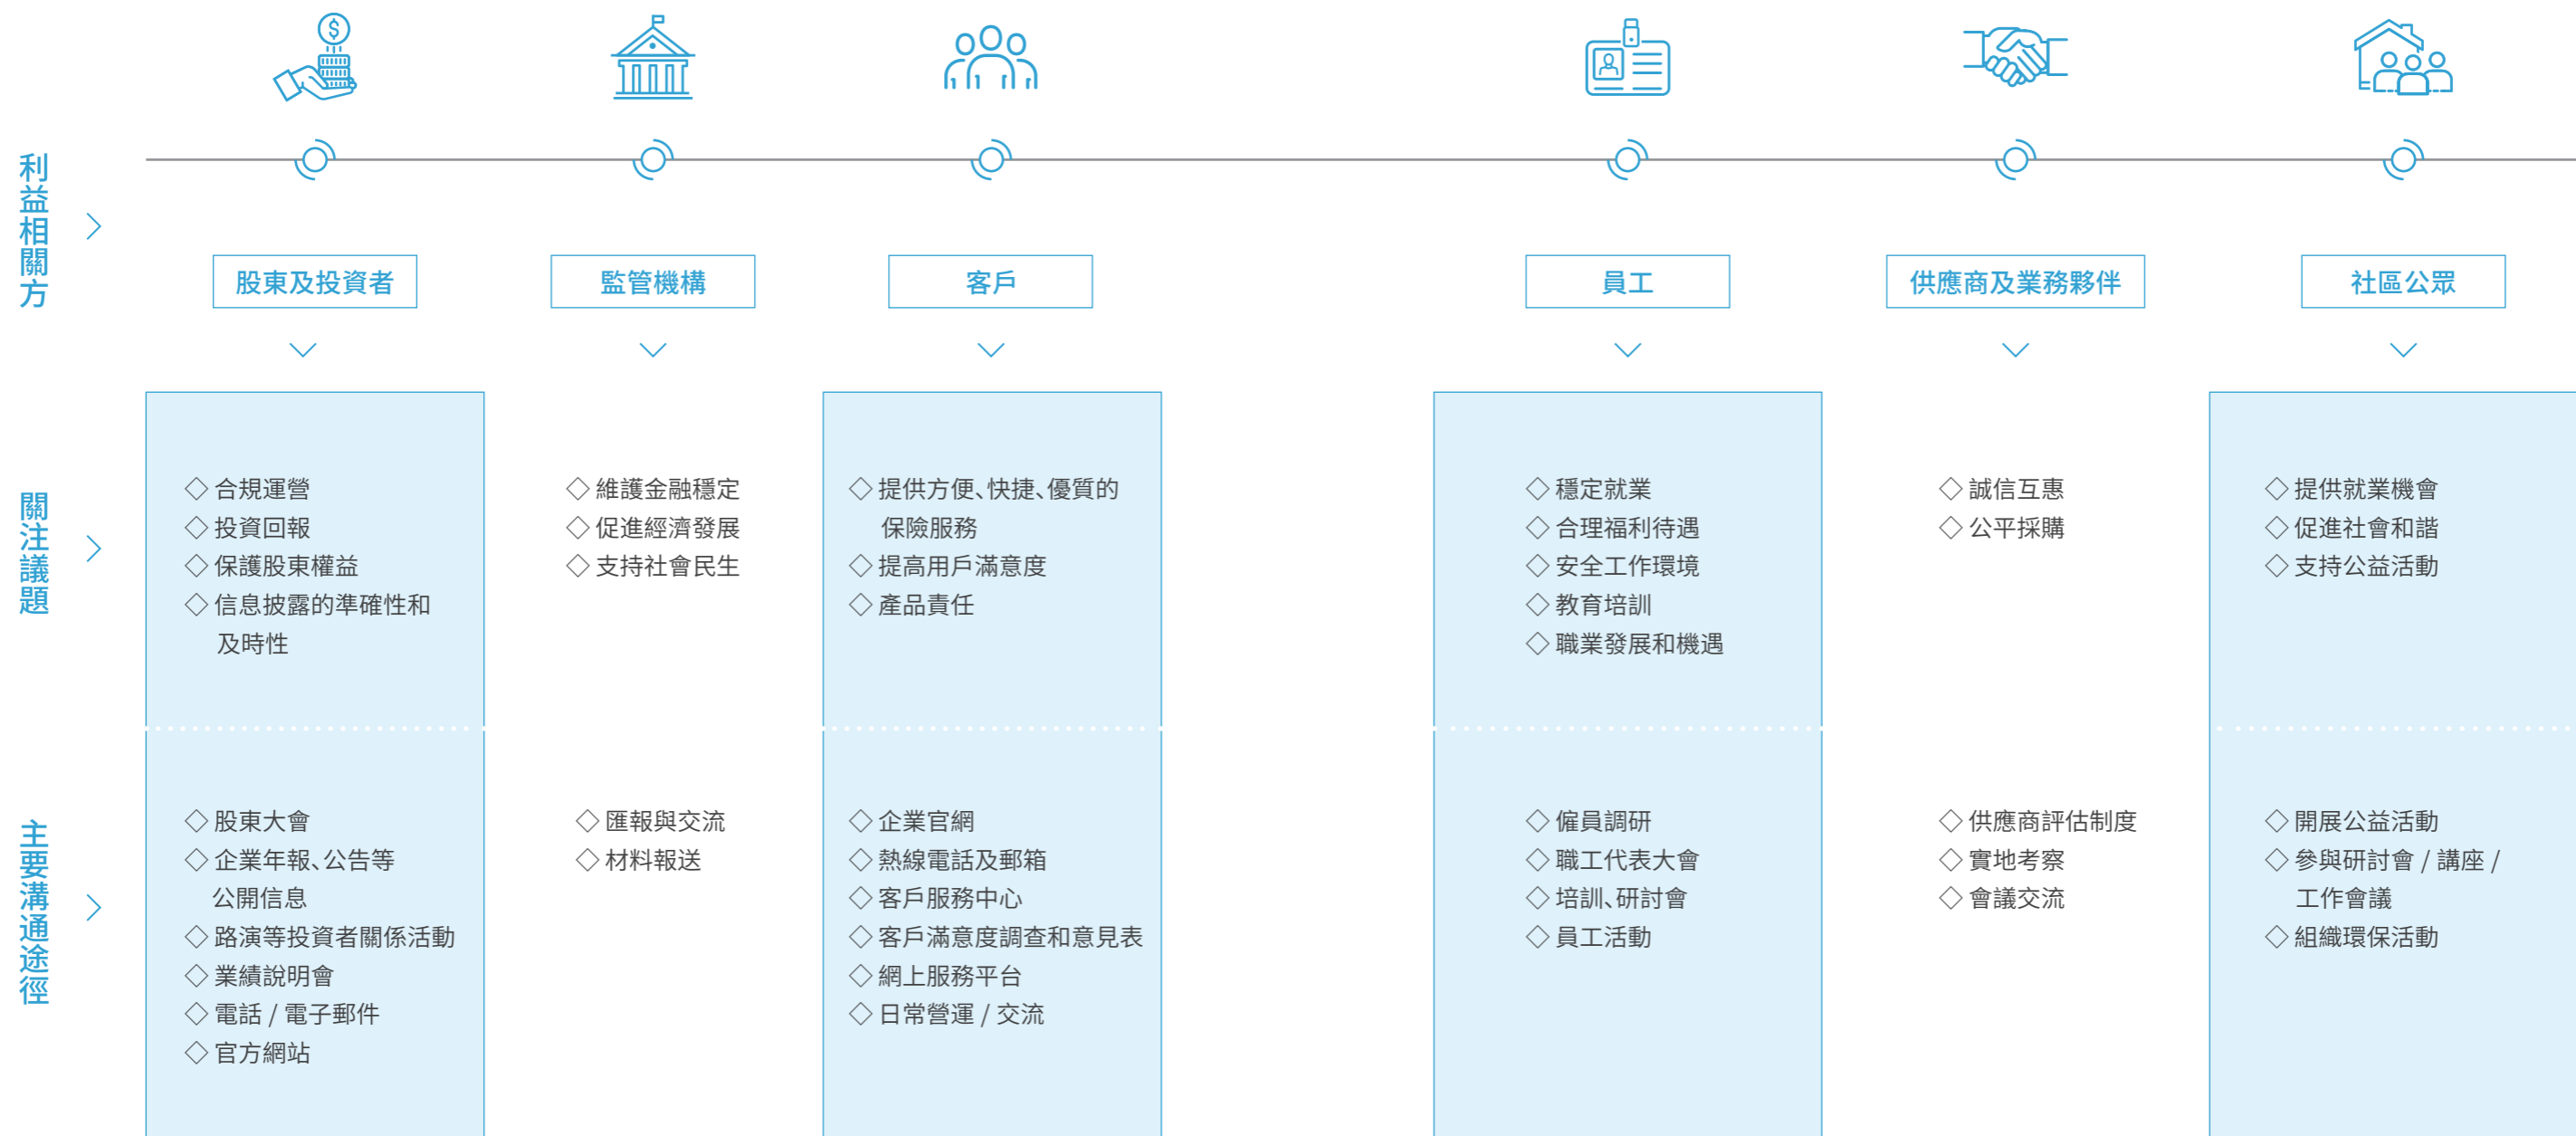 利益相關方
股東及投資者
監管機構
客戶
員工
供應商及業務夥伴
社區公眾
關注議題
◇ 合規運營
◇ 投資回報
◇ 保護股東權益
◇ 信息披露的準確性和
及時性
◇ 維護金融穩定
◇ 促進經濟發展
◇ 支持社會民生
◇ 提供方便、快捷、優質的
保險服務
◇ 提高用戶滿意度
◇ 產品責任
◇ 穩定就業
◇ 合理福利待遇
◇ 安全工作環境
◇ 教育培訓
◇ 職業發展和機遇
◇ 誠信互惠
◇ 公平採購
◇ 提供就業機會
◇ 促進社會和諧
◇ 支持公益活動
主要溝通途徑
◇ 股東大會
◇ 企業年報、公告等
公開信息
◇ 路演等投資者關係活動
◇ 業績說明會
◇ 電話 / 電子郵件
◇ 官方網站
◇ 匯報與交流
◇ 材料報送
◇ 企業官網
◇ 熱線電話及郵箱
◇ 客戶服務中心
◇ 客戶滿意度調查和意見表
◇ 網上服務平台
◇ 日常營運 / 交流
◇ 僱員調研
◇ 職工代表大會
◇ 培訓、研討會
◇ 員工活動
◇ 供應商評估制度
◇ 實地考察
◇ 會議交流
◇ 開展公益活動
◇ 參與研討會 / 講座 /
工作會議
◇ 組織環保活動